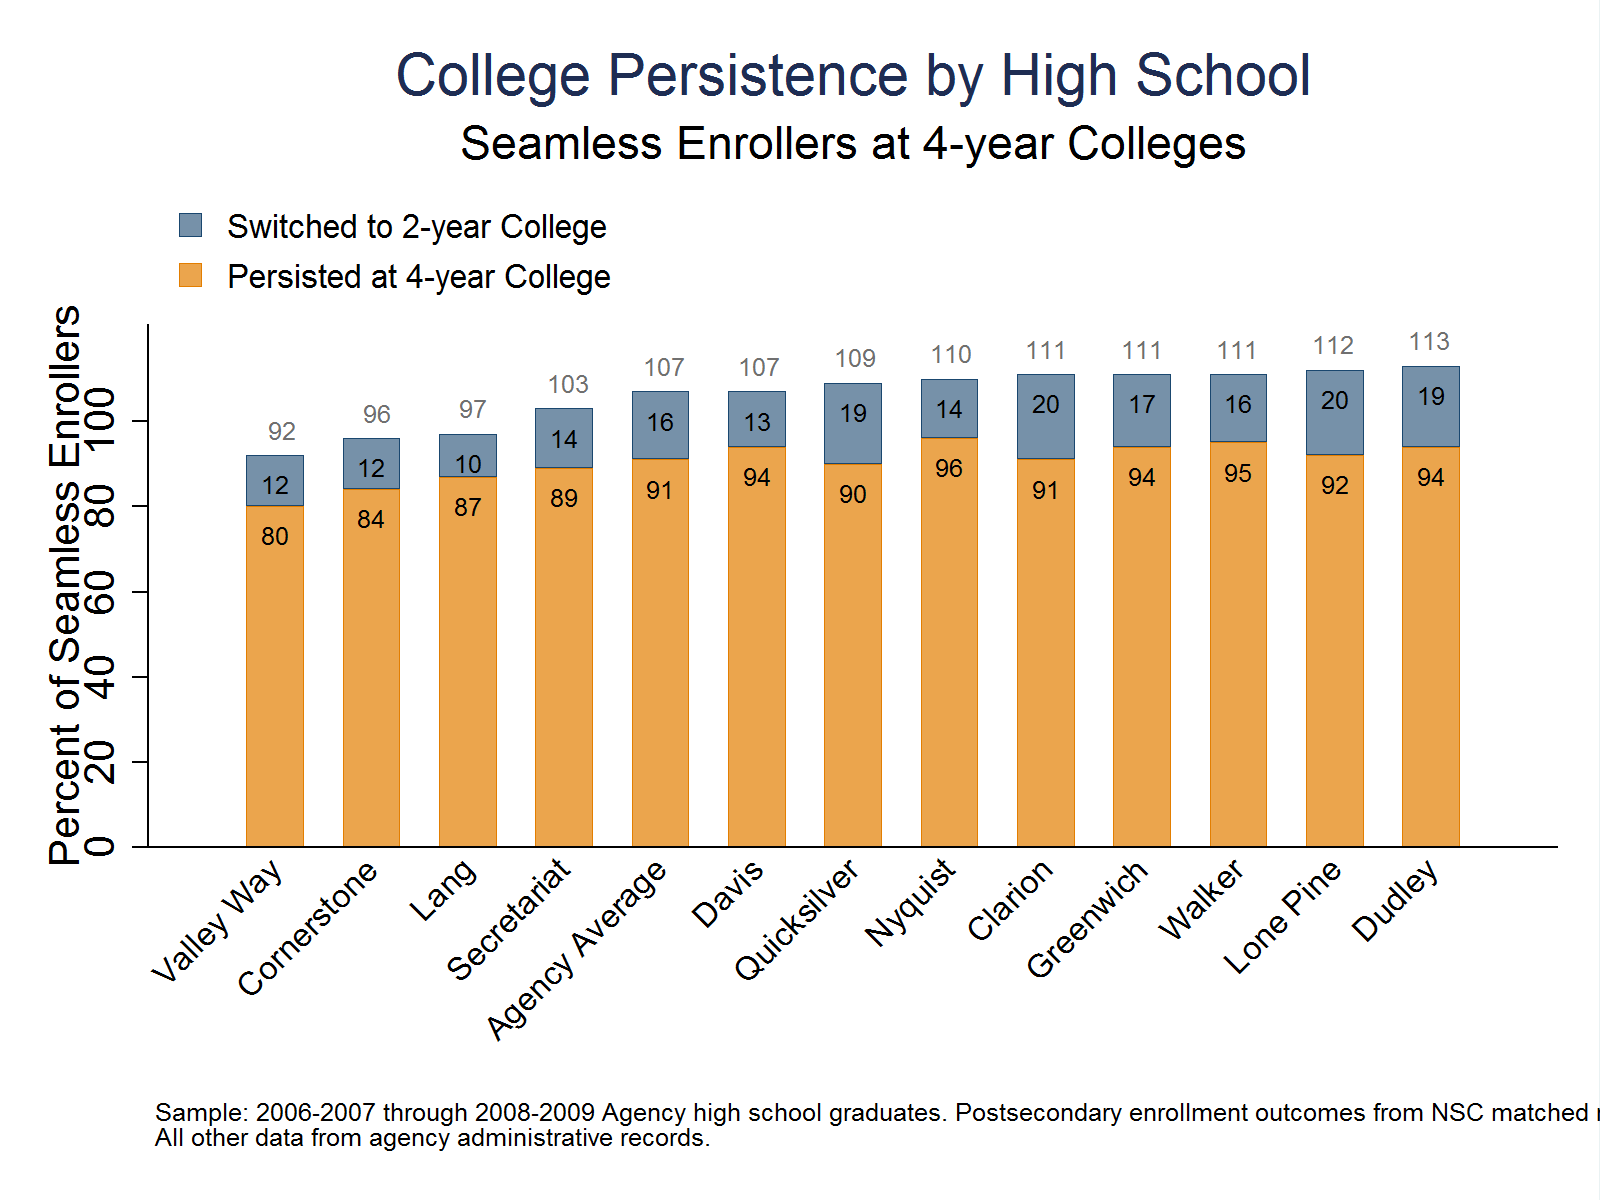 College Persistence by High School
Seamless Enrollers at 4-year Colleges
Switched to 2-year College
Persisted at 4-year College
Percent of Seamless Enrollers
100
80
60
40
20
0
92 96 97 103 107 107 109 110 111 111 111 112 113
12 12 10 14 16 13 19 14 20 17 16 20 19
80 84 87 89 91 94 90 96 91 94 95 92 94
Valley Way
Cornerstone
Lang
Secretariat
Agency Average
Davis
Quicksilver
Nyquist
Clarion
Greenwich
Walker
Lone Pine
Dudley
Sample: 2006-2007 through 2008-2009 Agency high school graduates. Postsecondary enrollment outcomes from NSC matched
All other data from agency administrative records.